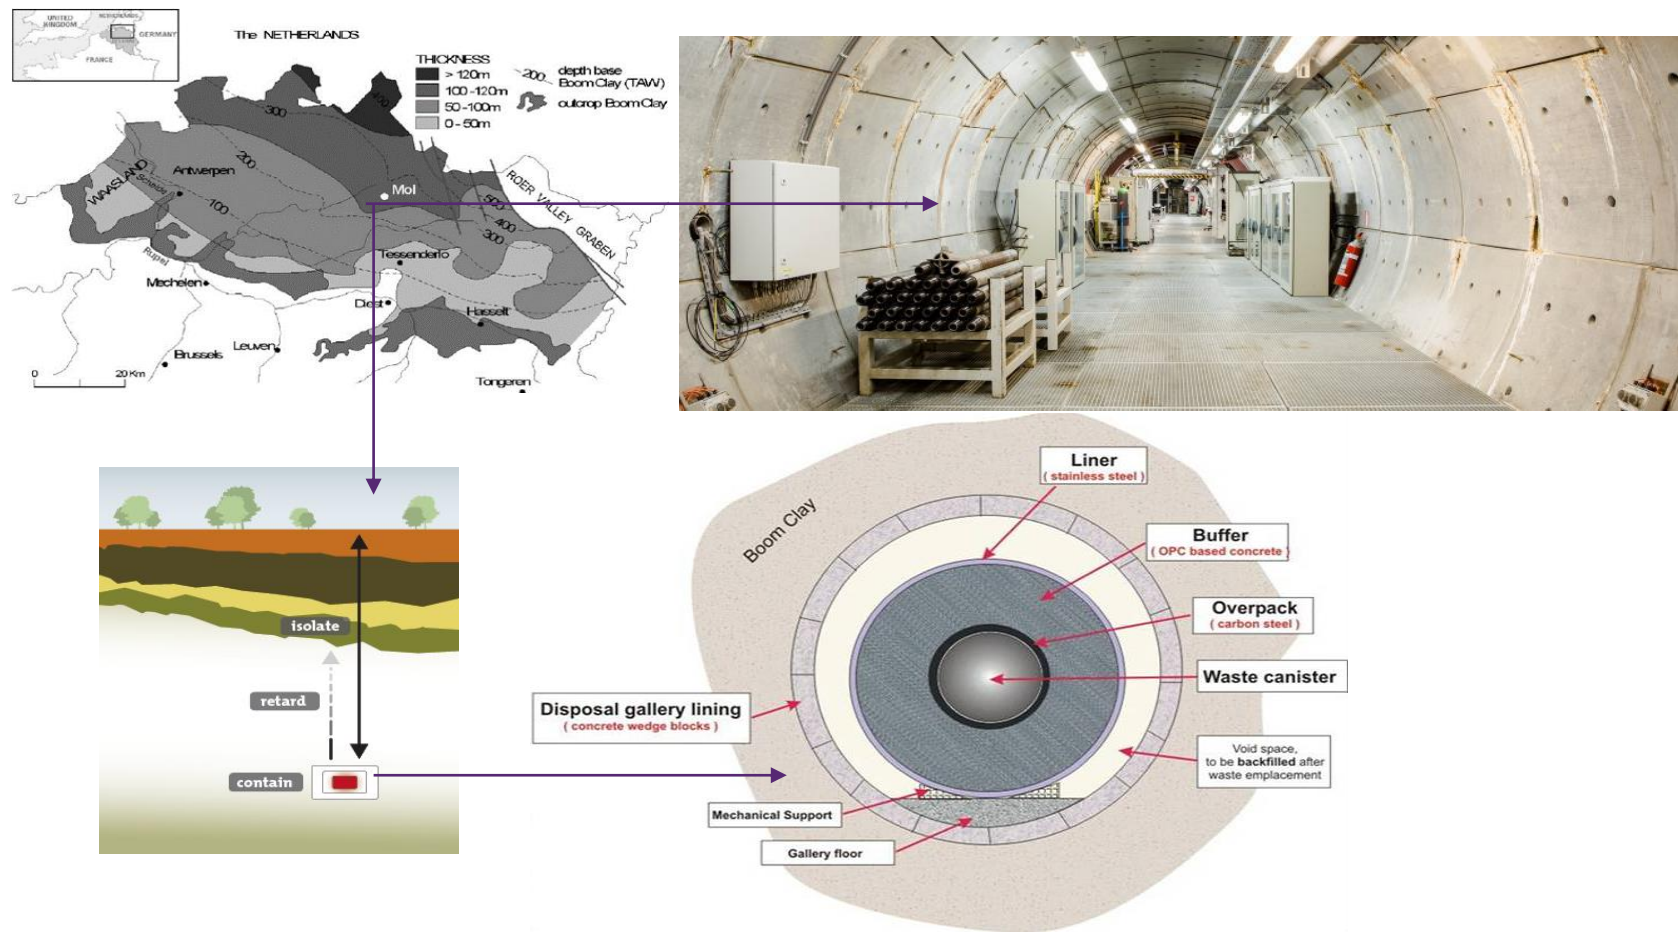 UNITED
KINGDOM
NETHERLANDS
GERMANY
FRANCE
The NETHERLANDS
THICKNESS
> 120m
100 -120m
50 -100m
0 - 50m
200
depth base
Boom Clay (TAW)
outcrop Boom Clay
400
300
200
100
Antwerpen
WAASLAND
Schelde
Mol
ROER VALLEY GRABEN
500
400
300
Rupel
Tessenderlo
Mechelen
Diest
Hasselt
Leuven
Brussels
0
20 Km
Tongeren
isolate
retard
contain
Boom Clay
Liner
( stainless steel )
Buffer
( OPC based concrete )
Overpack
( carbon steel )
Waste canister
Disposal gallery lining
( concrete wedge blocks )
Void space,
to be backfilled after
waste emplacement
Mechanical Support
Gallery floor